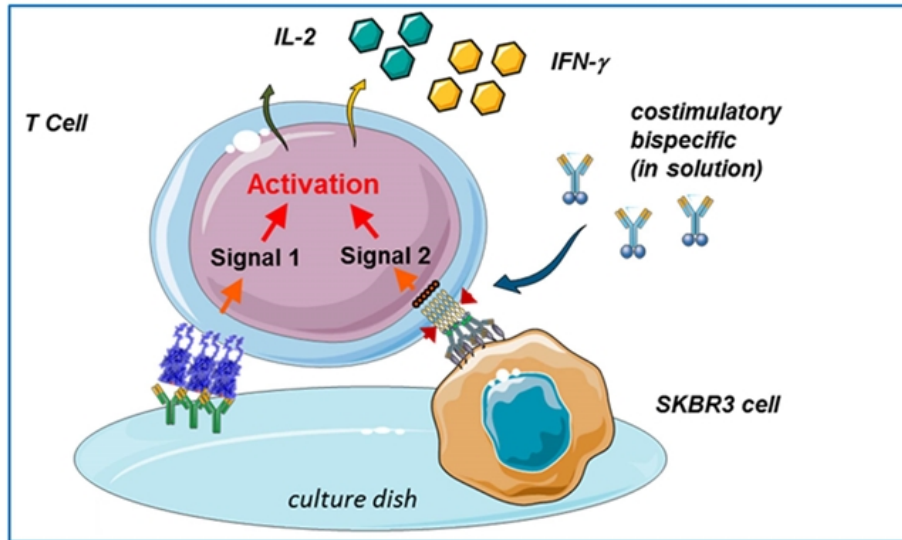 IL-2
IFN-γ
T Cell
costimulatory
bispecific
(in solution)
Activation
Signal 1
Signal 2
SKBR3 cell
culture dish